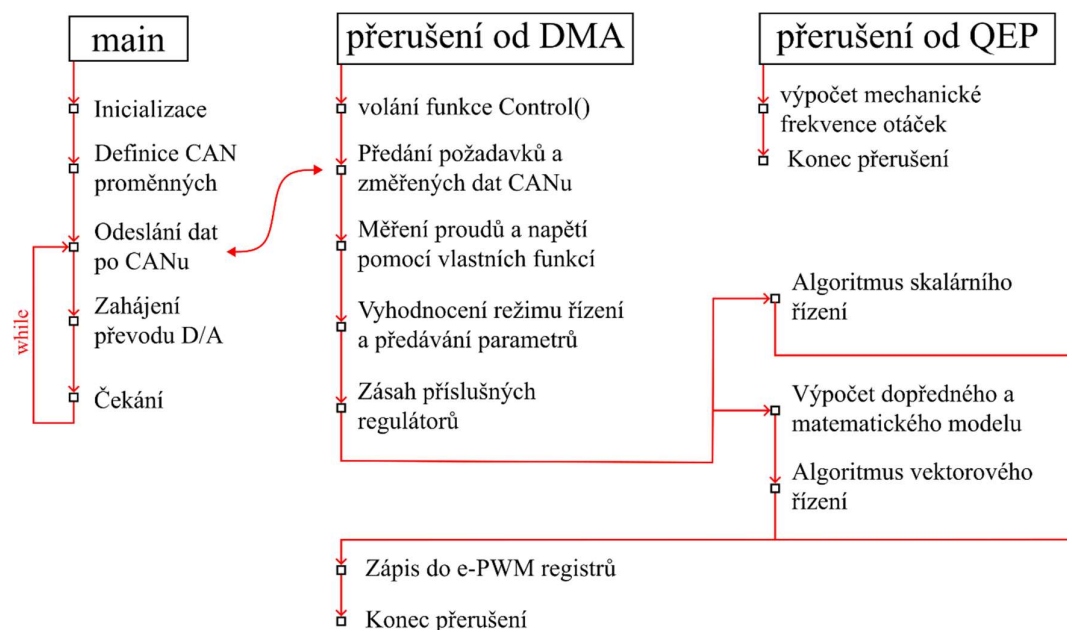 main
Inicializace
Definice CAN
proměnných
Odeslání dat
po CANu
Zahájení
převodu D/A
Čekání
while
přerušení od DMA
volání funkce Control()
Předání požadavků a
změřených dat CANu
Měření proudů a napětí
pomocí vlastních funkcí
Vyhodnocení režimu řízení
a předávání parametrů
Zásah příslušných
regulátorů
přerušení od QEP
výpočet mechanické
frekvence otáček
Konec přerušení
Algoritmus skalárního
řízení
Výpočet dopředného a
matematického modelu
Algoritmus vektorového
řízení
Zápis do e-PWM registrů
Konec přerušení